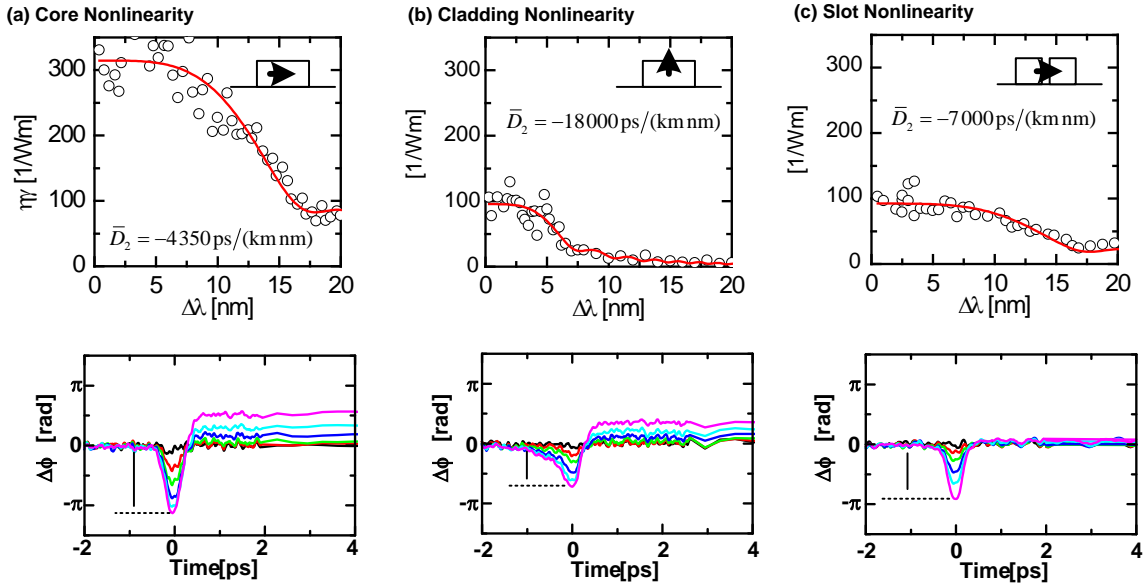 (a) Core Nonlinearity
300
200
100
0
ηγ [1/Wm]
D̄₂ = −4350 ps/(km nm)
0 5 10 15 20
Δλ [nm]
(b) Cladding Nonlinearity
300
200
100
0
[1/Wm]
D̄₂ = −18000 ps/(km nm)
0 5 10 15 20
Δλ [nm]
(c) Slot Nonlinearity
300
200
100
0
[1/Wm]
D̄₂ = −7000 ps/(km nm)
0 5 10 15 20
Δλ [nm]
π
0
-π
Δϕ [rad]
-2 0 2 4
Time[ps]
π
0
-π
Δϕ [rad]
-2 0 2 4
Time[ps]
π
0
-π
Δϕ [rad]
-2 0 2 4
Time[ps]